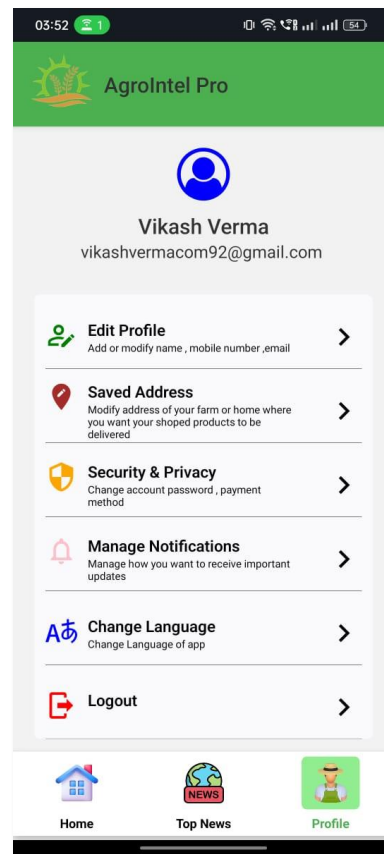 03:52 1 54
AgroIntel Pro
Vikash Verma
vikashvermacom92@gmail.com
Edit Profile
Add or modify name , mobile number ,email
Saved Address
Modify address of your farm or home where
you want your shoped products to be
delivered
Security & Privacy
Change account password , payment
method
Manage Notifications
Manage how you want to receive important
updates
Aあ Change Language
Change Language of app
Logout
NEWS
Home Top News Profile